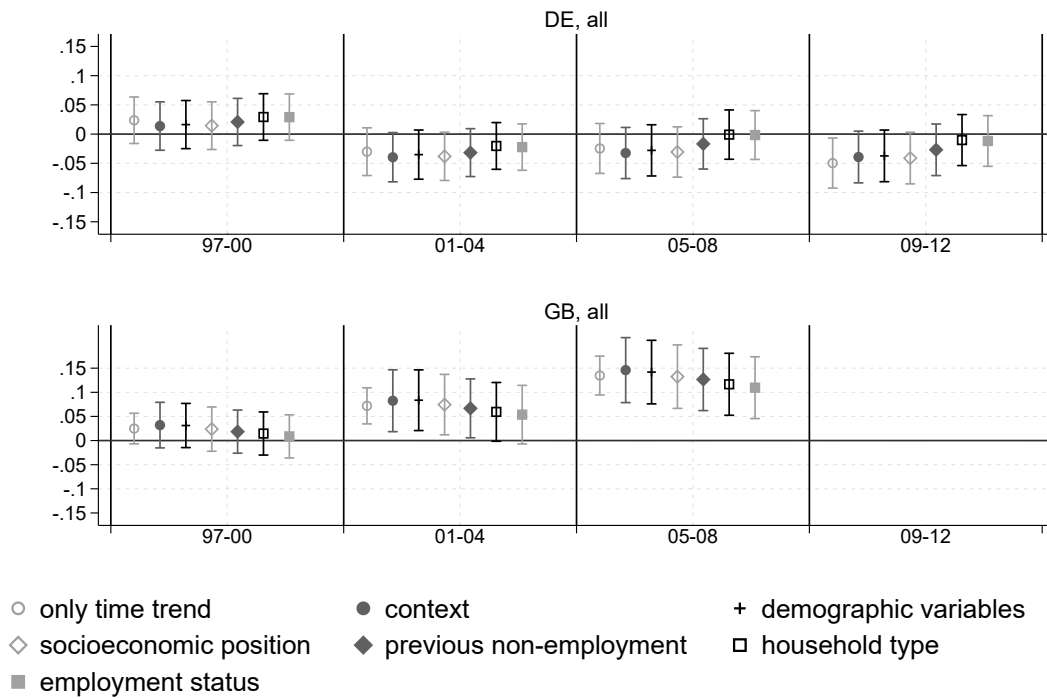 DE, all
.15
.1
.05
0
-.05
-.1
-.15
97-00 01-04 05-08 09-12
GB, all
.15
.1
.05
0
-.05
-.1
-.15
97-00 01-04 05-08 09-12
only time trend context demographic variables
socioeconomic position previous non-employment household type
employment status